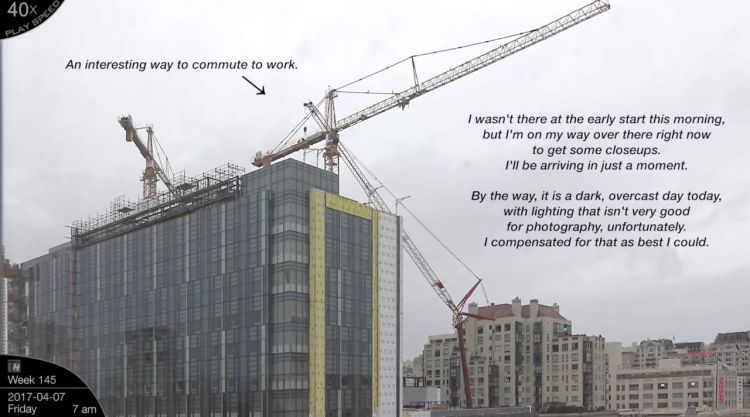 40x
PLAY SPEED
An interesting way to commute to work.
I wasn't there at the early start this morning,
but I'm on my way over there right now
to get some closeups.
I'll be arriving in just a moment.
By the way, it is a dark, overcast day today,
with lighting that isn't very good
for photography, unfortunately.
I compensated for that as best I could.
Week 145
2017-04-07
Friday 7 am